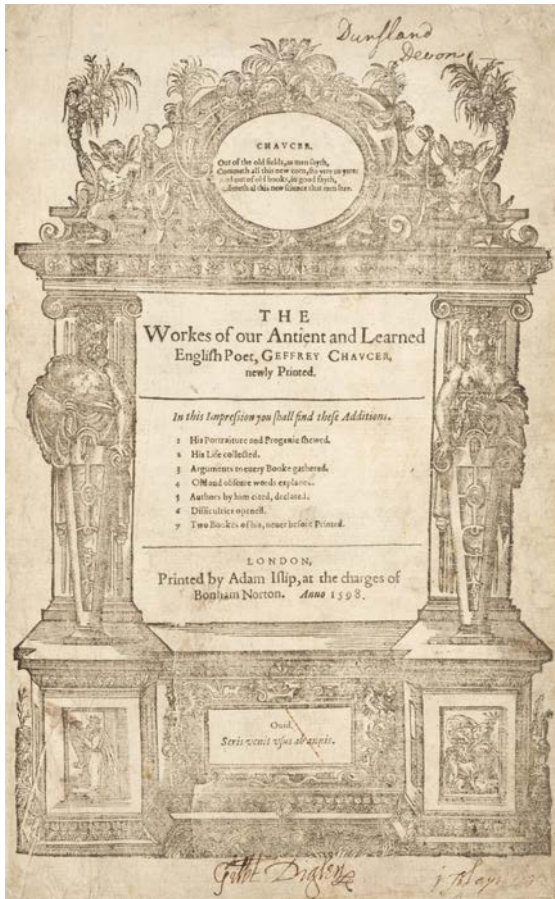 Dunsland
Devon
CHAVCER.
Out of the old fields, as men sayth,
Commeth all this new corn, fro yere to yere:
And out of old books, in good fayth,
Cometh al this new science that men lere.
THE
Workes of our Antient and Learned
English Poet, GEFFREY CHAVCER,
newly Printed.
In this Impression you shall find these Additions.
1 His Portraiture and Progenie shewed.
2 His Life collected.
3 Arguments to euery Booke gathered.
4 Old and obscure words explaned.
5 Authors by him cited, declared.
6 Difficulties opened.
7 Two Bookes of his, neuer before Printed.
LONDON,
Printed by Adam Islip, at the charges of
Bonham Norton. Anno 1598.
Ouid.
Seris venit vsus ab annis.